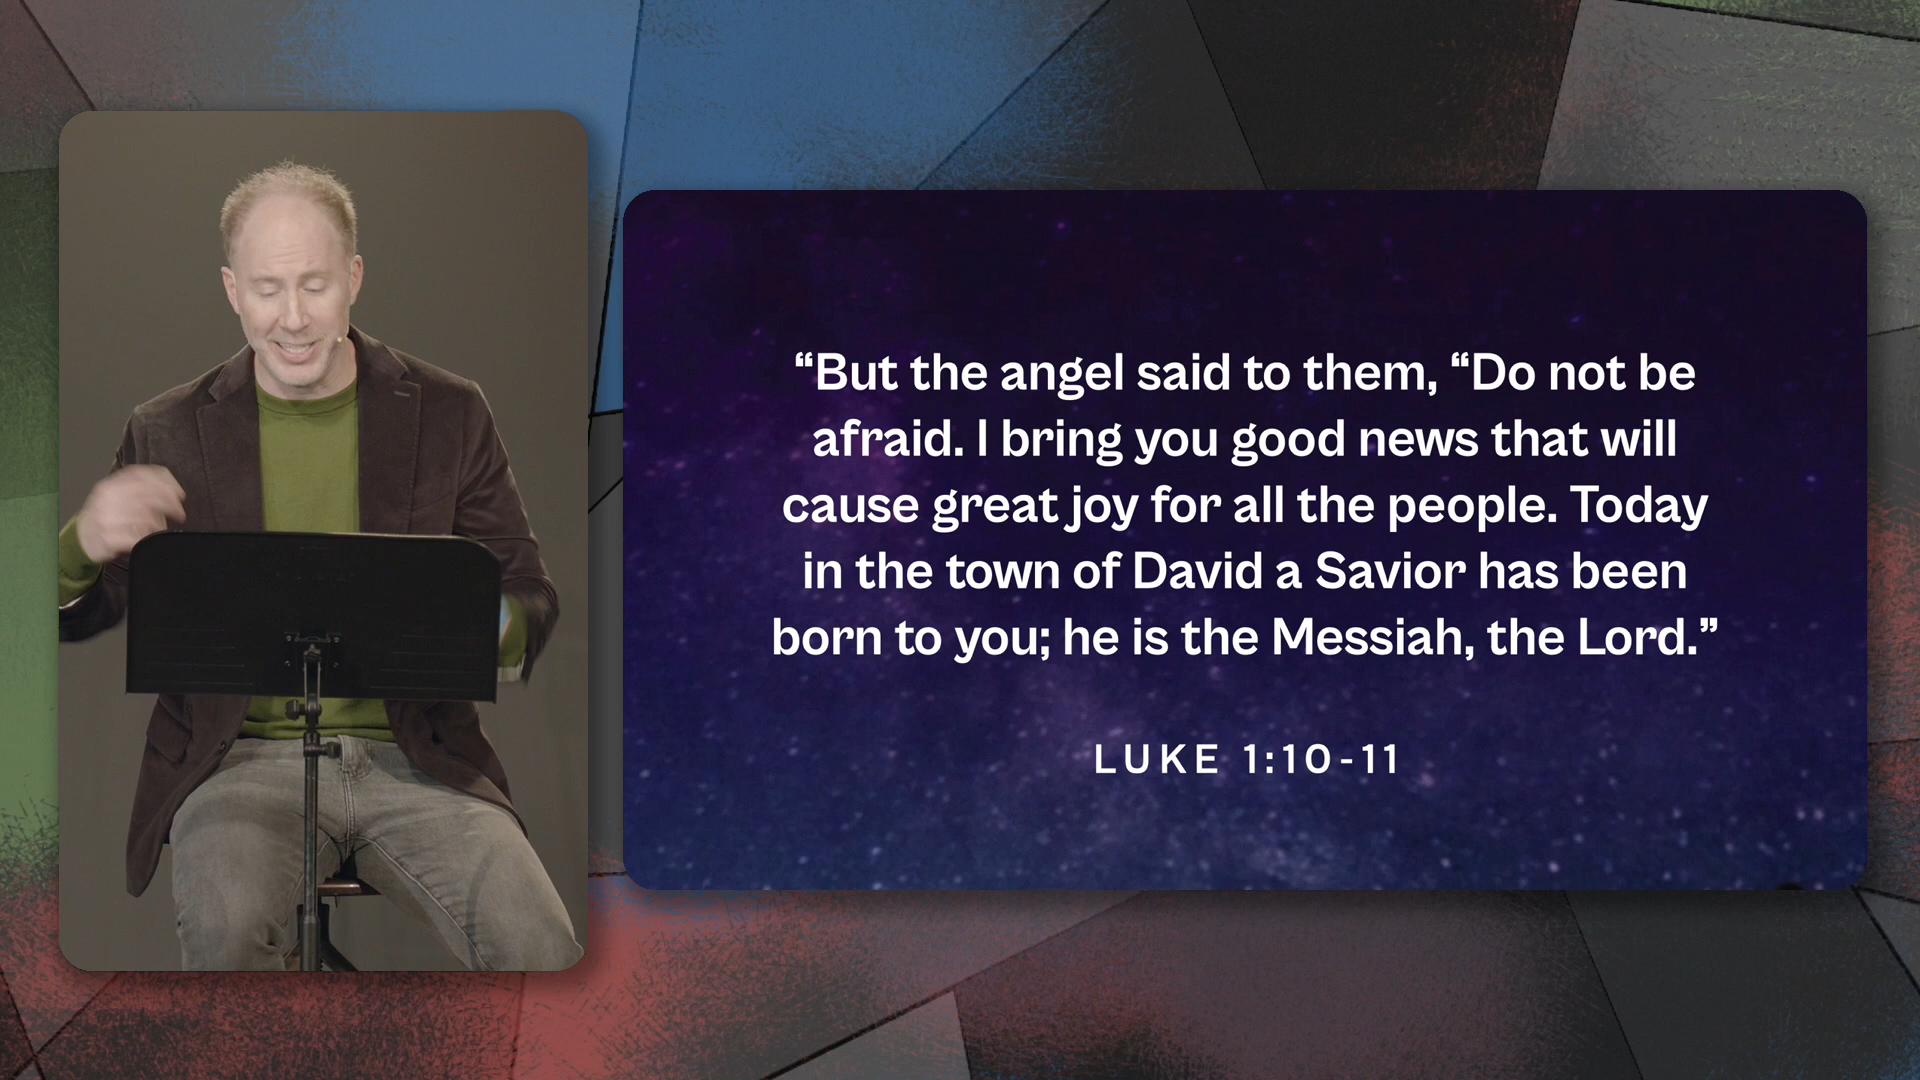 “But the angel said to them, “Do not be
afraid. I bring you good news that will
cause great joy for all the people. Today
in the town of David a Savior has been
born to you; he is the Messiah, the Lord.”
LUKE 1:10-11